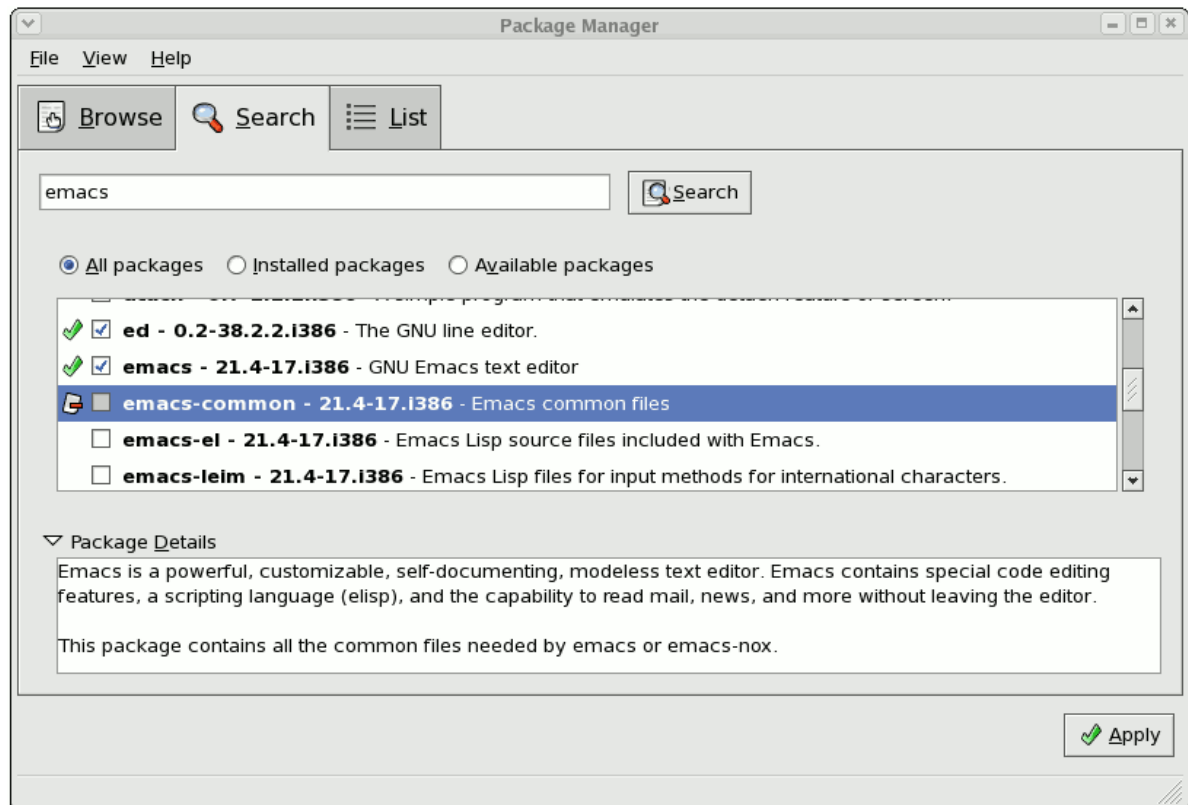 Package Manager
File View Help
Browse Search List
emacs Search
All packages Installed packages Available packages
ed - 0.2-38.2.2.i386 - The GNU line editor.
emacs - 21.4-17.i386 - GNU Emacs text editor
emacs-common - 21.4-17.i386 - Emacs common files
emacs-el - 21.4-17.i386 - Emacs Lisp source files included with Emacs.
emacs-leim - 21.4-17.i386 - Emacs Lisp files for input methods for international characters.
Package Details
Emacs is a powerful, customizable, self-documenting, modeless text editor. Emacs contains special code editing
features, a scripting language (elisp), and the capability to read mail, news, and more without leaving the editor.
This package contains all the common files needed by emacs or emacs-nox.
Apply